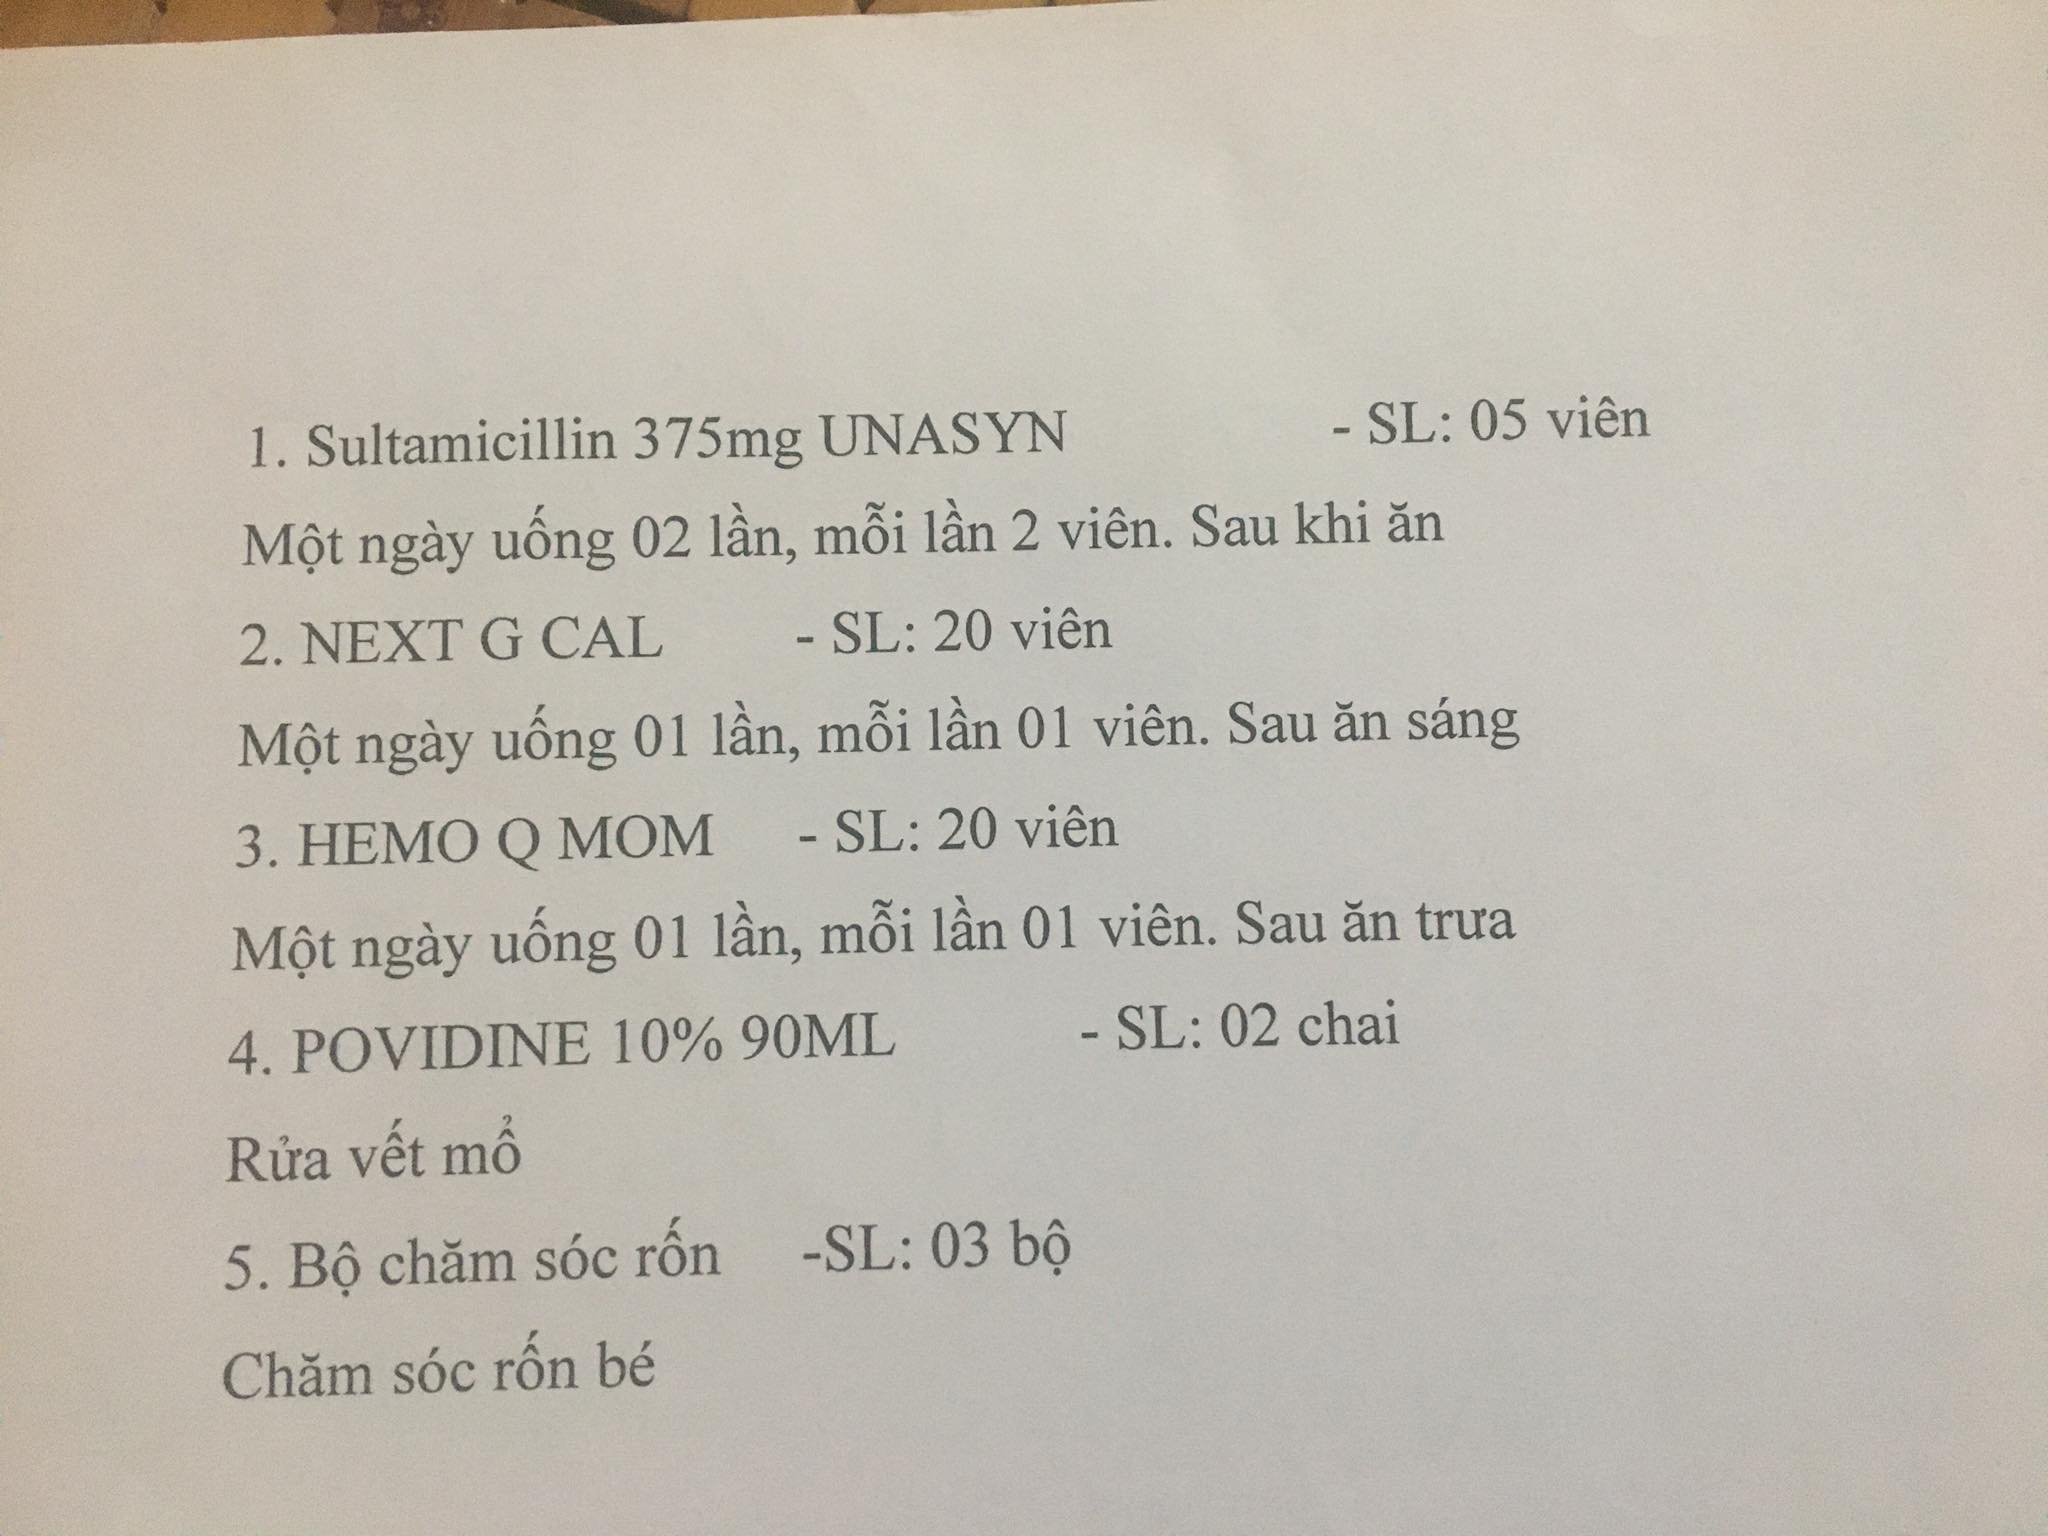 1. Sultamicillin 375mg UNASYN - SL: 05 viên
Một ngày uống 02 lần, mỗi lần 2 viên. Sau khi ăn
2. NEXT G CAL - SL: 20 viên
Một ngày uống 01 lần, mỗi lần 01 viên. Sau ăn sáng
3. HEMO Q MOM - SL: 20 viên
Một ngày uống 01 lần, mỗi lần 01 viên. Sau ăn trưa
4. POVIDINE 10% 90ML - SL: 02 chai
Rửa vết mổ
5. Bộ chăm sóc rốn -SL: 03 bộ
Chăm sóc rốn bé